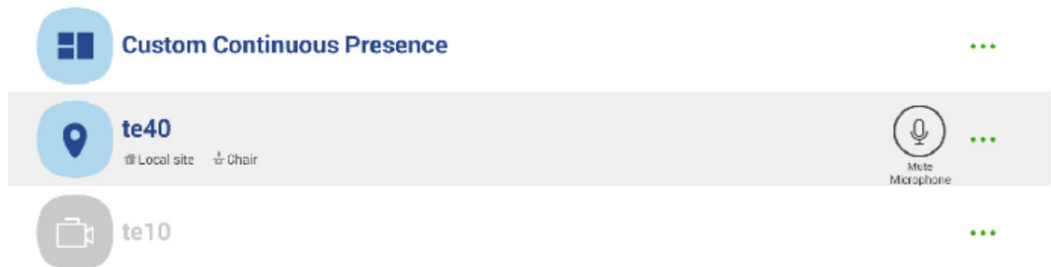 Custom Continuous Presence
te40
Local site Chair
Mute
Microphone
te10